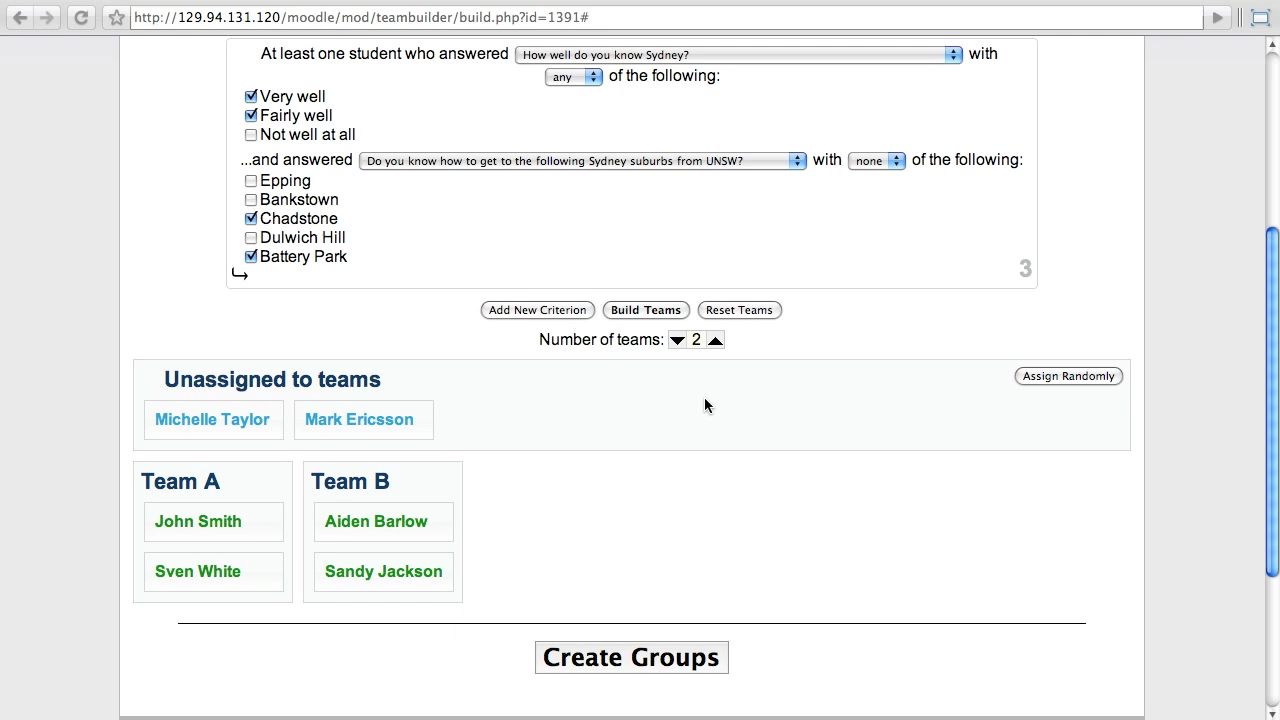 http://129.94.131.120/moodle/mod/teambuilder/build.php?id=1391#
At least one student who answered How well do you know Sydney? with
any of the following:
Very well
Fairly well
Not well at all
...and answered Do you know how to get to the following Sydney suburbs from UNSW? with none of the following:
Epping
Bankstown
Chadstone
Dulwich Hill
Battery Park
3
Add New Criterion Build Teams Reset Teams
Number of teams: 2
Unassigned to teams Assign Randomly
Michelle Taylor Mark Ericsson
Team A Team B
John Smith Aiden Barlow
Sven White Sandy Jackson
Create Groups